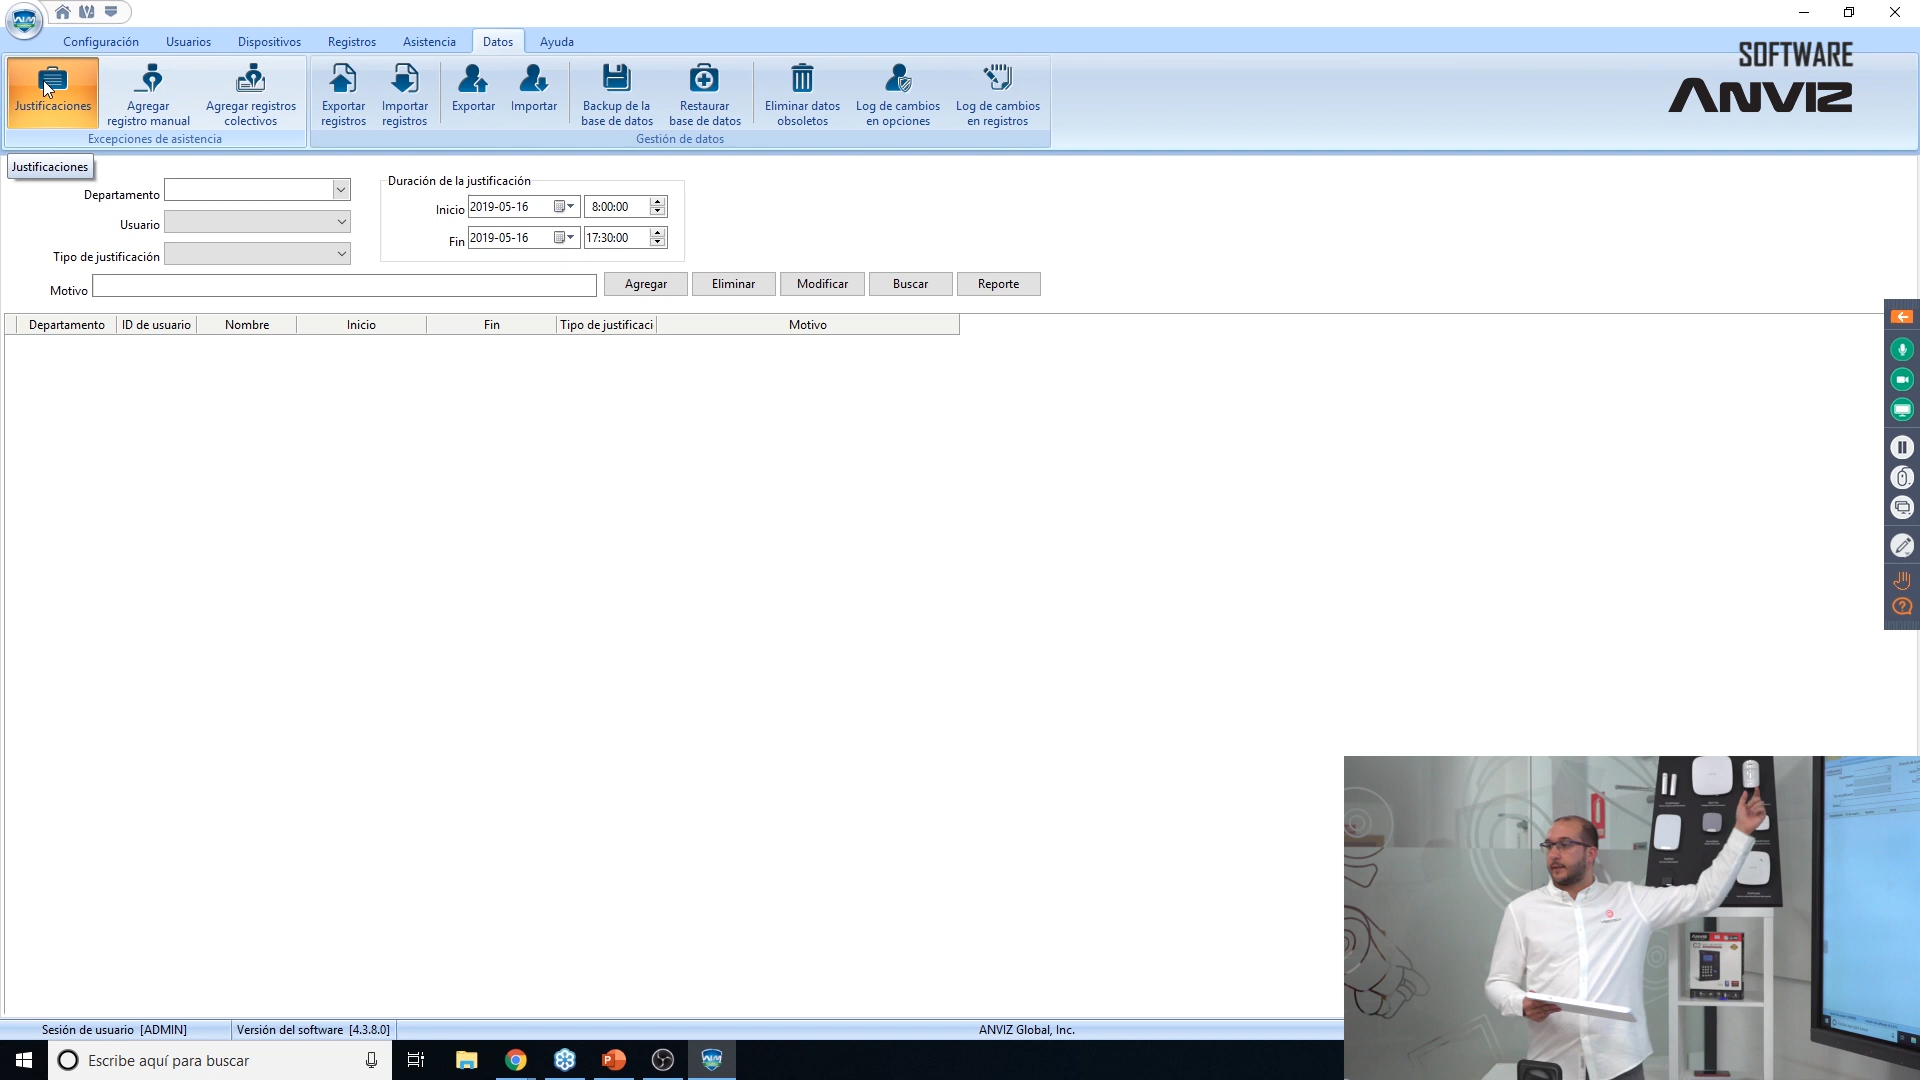 Configuración Usuarios Dispositivos Registros Asistencia Datos Ayuda
SOFTWARE
ANVIZ
Justificaciones
Agregar
registro manual
Agregar registros
colectivos
Exportar
registros
Importar
registros
Exportar
Importar
Backup de la
base de datos
Restaurar
base de datos
Eliminar datos
obsoletos
Log de cambios
en opciones
Log de cambios
en registros
Excepciones de asistencia
Gestión de datos
Justificaciones
Departamento
Usuario
Tipo de justificación
Duración de la justificación
Inicio 2019-05-16 8:00:00
Fin 2019-05-16 17:30:00
Motivo
Agregar Eliminar Modificar Buscar Reporte
Departamento ID de usuario Nombre Inicio Fin Tipo de justificaci Motivo
Sesión de usuario [ADMIN] Versión del software [4.3.8.0] ANVIZ Global, Inc.
Escribe aquí para buscar